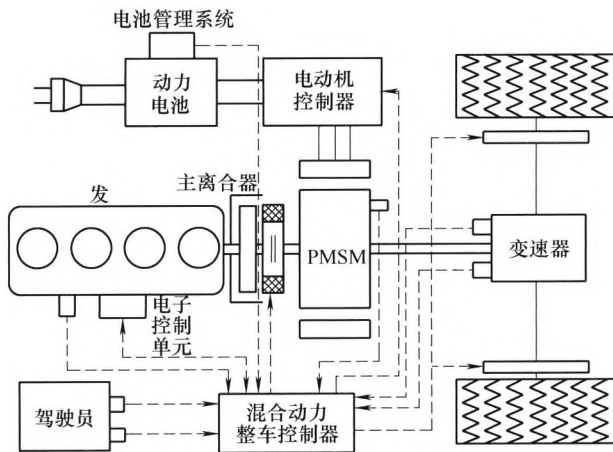 电池管理系统
动力
电池
电动机
控制器
主离合器
发
PMSM
变速器
电子
控制
单元
驾驶员
混合动力
整车控制器